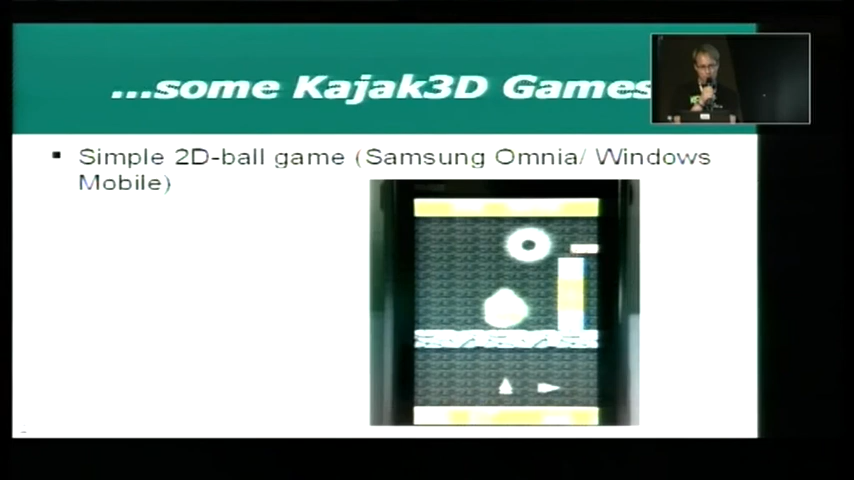 ...some Kajak3D Games
Simple 2D-ball game (Samsung Omnia/ Windows
Mobile)